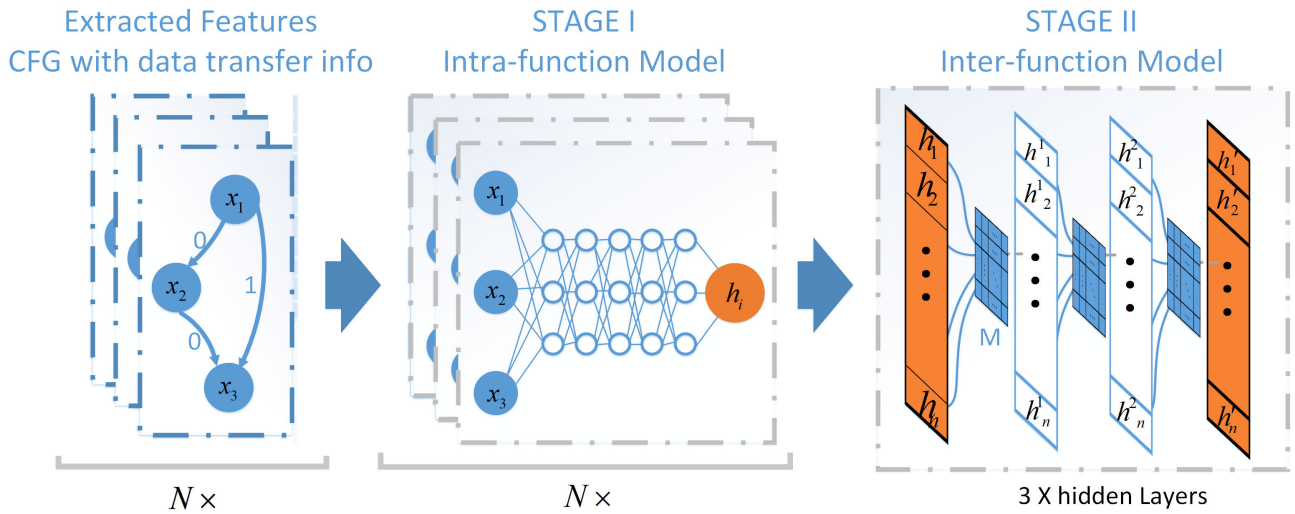 Extracted Features
CFG with data transfer info
x₁
0
x₂
1
0
x₃
N ×
STAGE I
Intra-function Model
x₁
x₂
x₃
hᵢ
N ×
STAGE II
Inter-function Model
h₁
h₂
hₙ
M
h¹₁
h¹₂
h¹ₙ
h²₁
h²₂
h²ₙ
h′₁
h′₂
h′ₙ
3 X hidden Layers